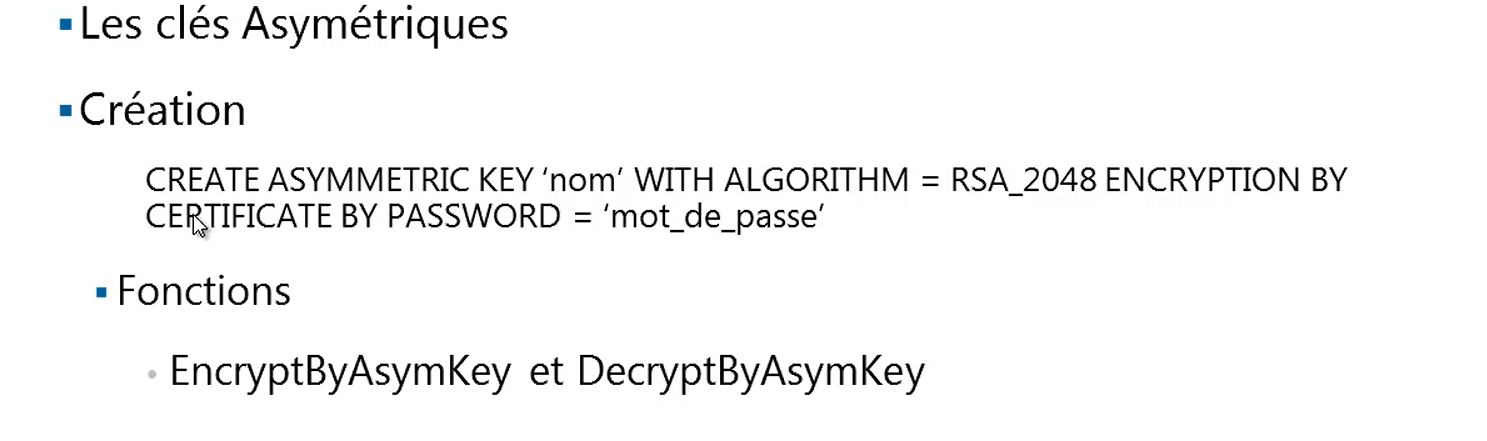 Les clés Asymétriques
Création
CREATE ASYMMETRIC KEY ‘nom’ WITH ALGORITHM = RSA_2048 ENCRYPTION BY
CERTIFICATE BY PASSWORD = ‘mot_de_passe’
Fonctions
EncryptByAsymKey et DecryptByAsymKey